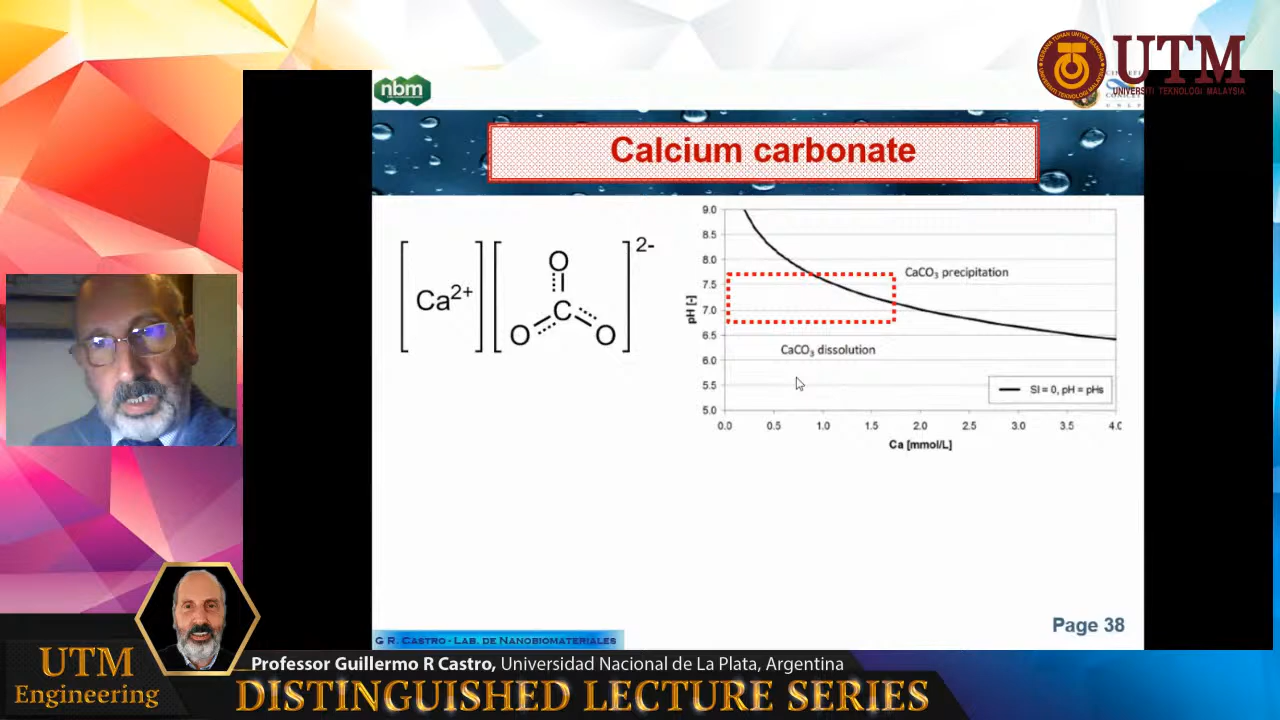 UTM
UNIVERSITI TEKNOLOGI MALAYSIA
nbm
Calcium carbonate
[Ca2+] [O C O O] 2-
9.0
8.5
8.0
7.5
7.0
6.5
6.0
5.5
5.0
pH [-]
CaCO3 precipitation
CaCO3 dissolution
SI = 0, pH = pHs
0.0 0.5 1.0 1.5 2.0 2.5 3.0 3.5 4.0
Ca [mmol/L]
G R. CASTRO - LAB. DE NANOBIOMATERIALES
Page 38
UTM
Engineering
Professor Guillermo R Castro, Universidad Nacional de La Plata, Argentina
DISTINGUISHED LECTURE SERIES